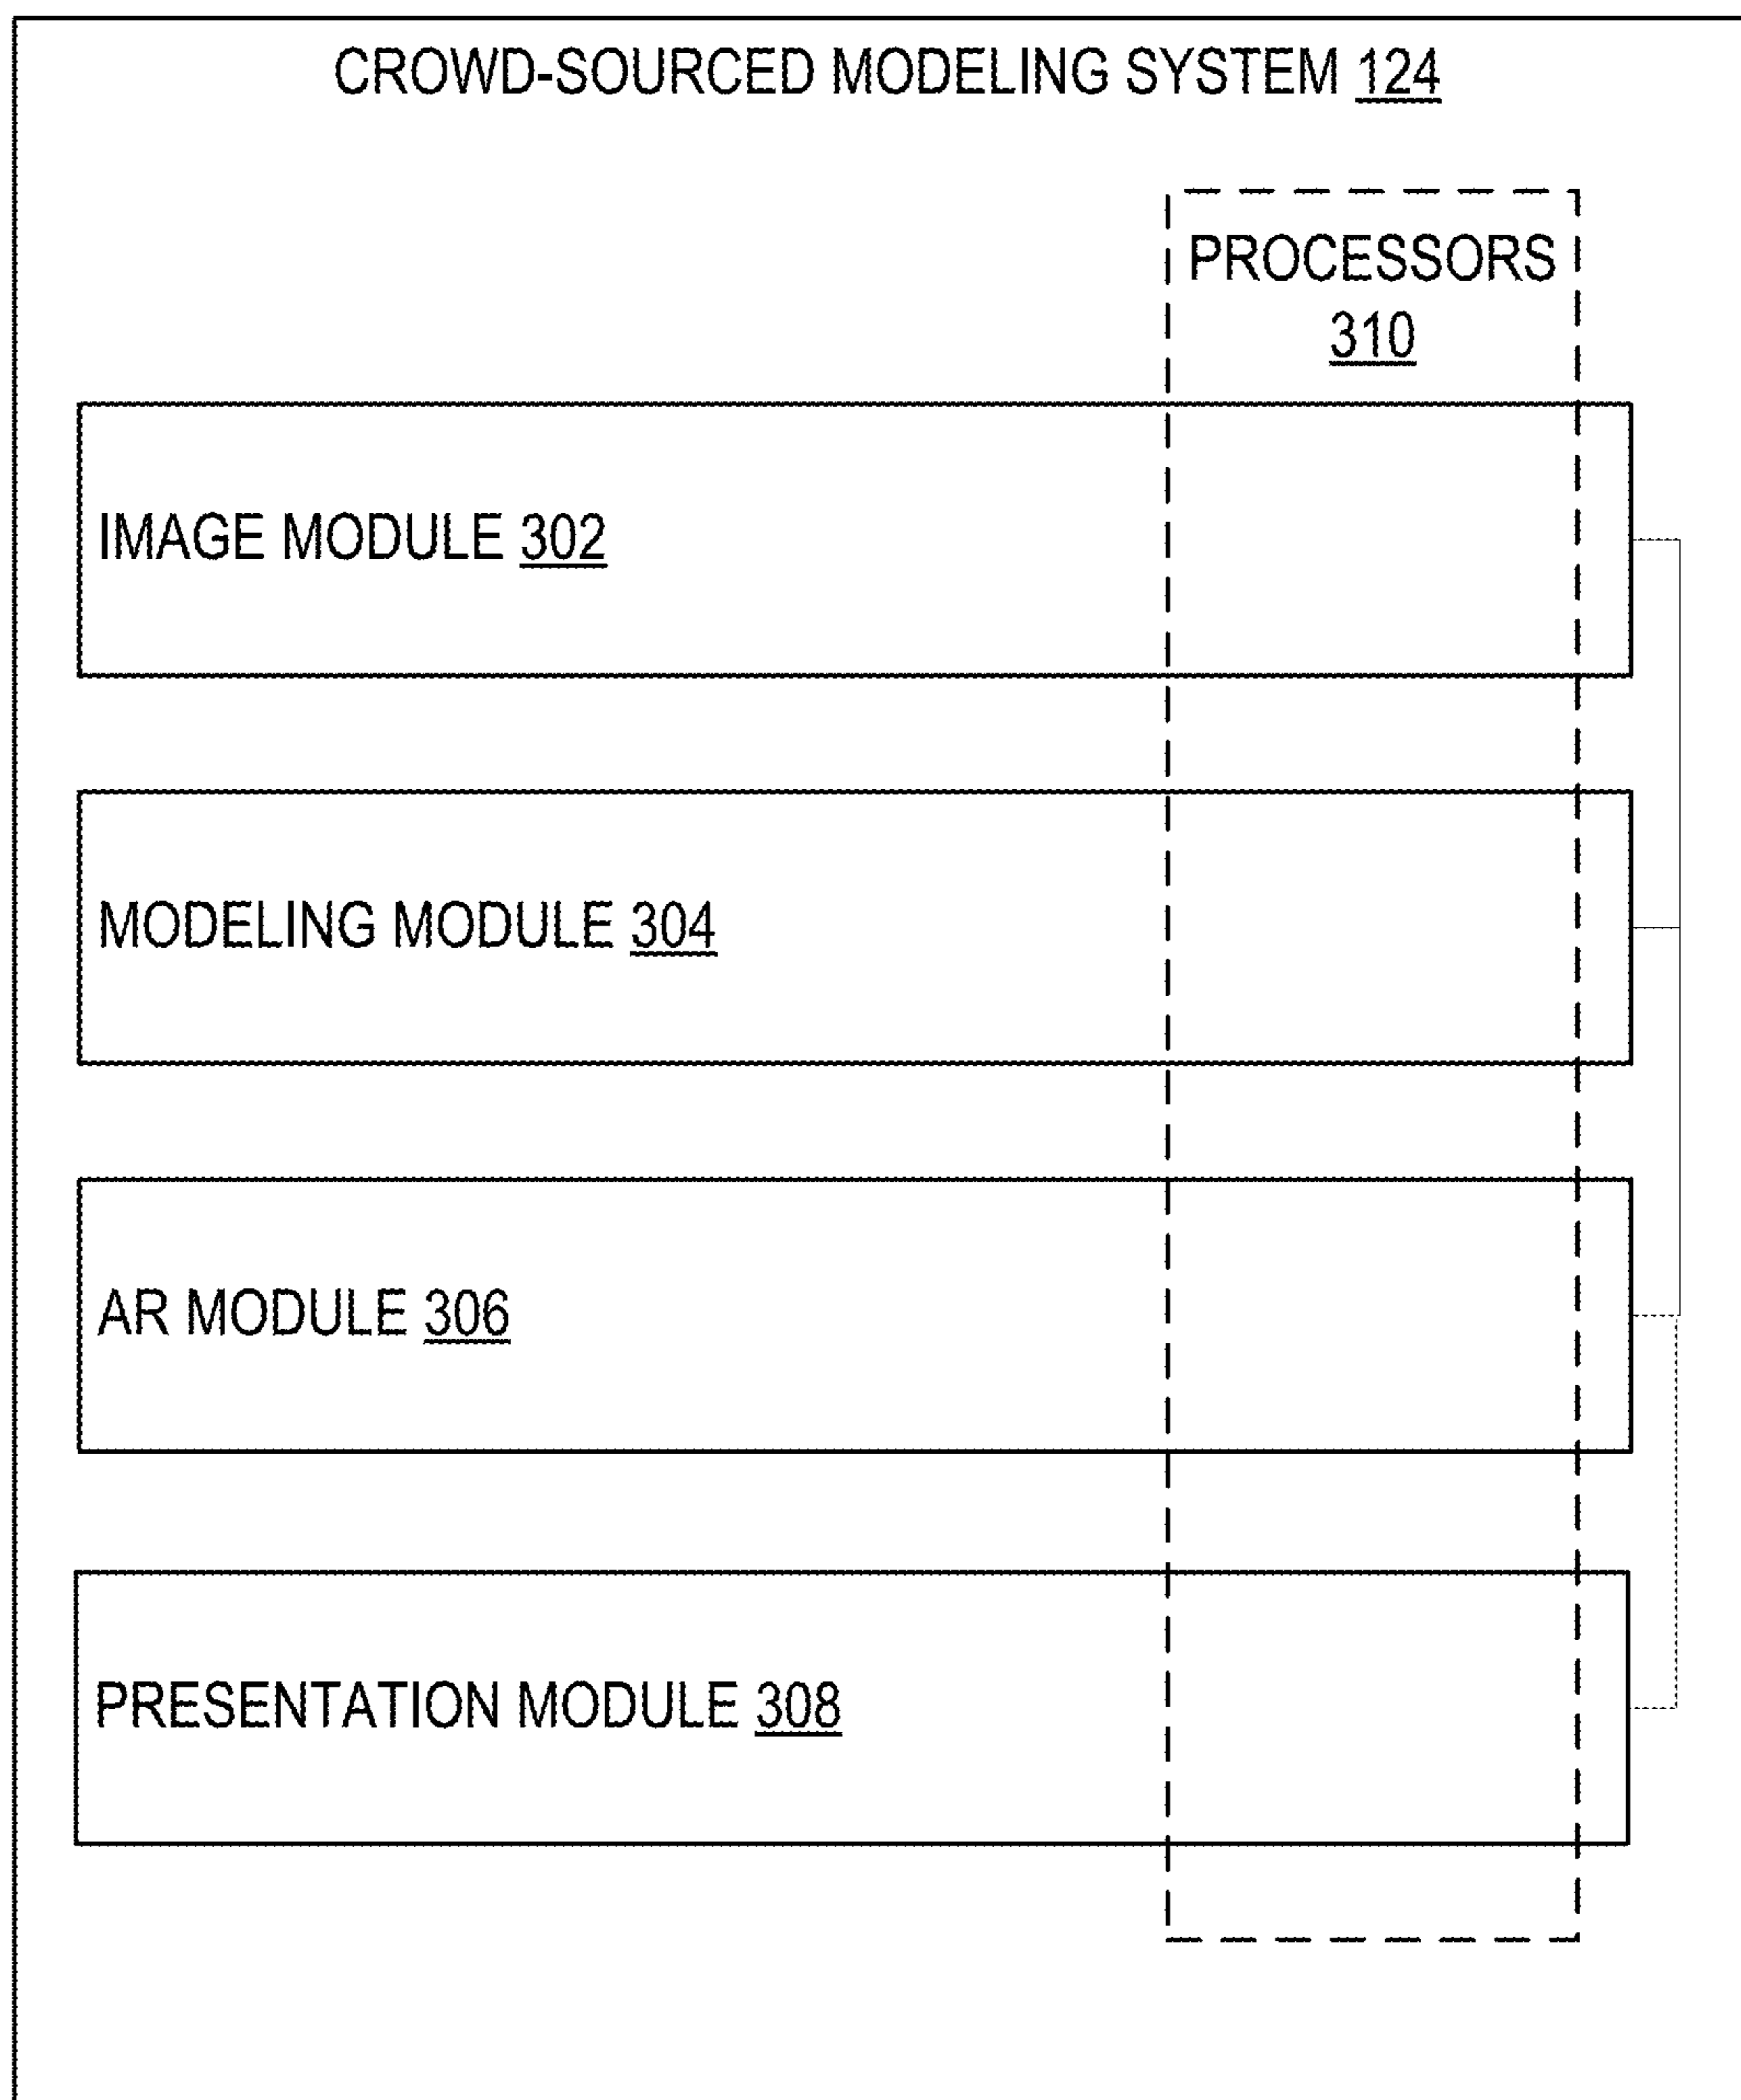 CROWD-SOURCED MODELING SYSTEM 124
PROCESSORS
310
IMAGE MODULE 302
MODELING MODULE 304
AR MODULE 306
PRESENTATION MODULE 308